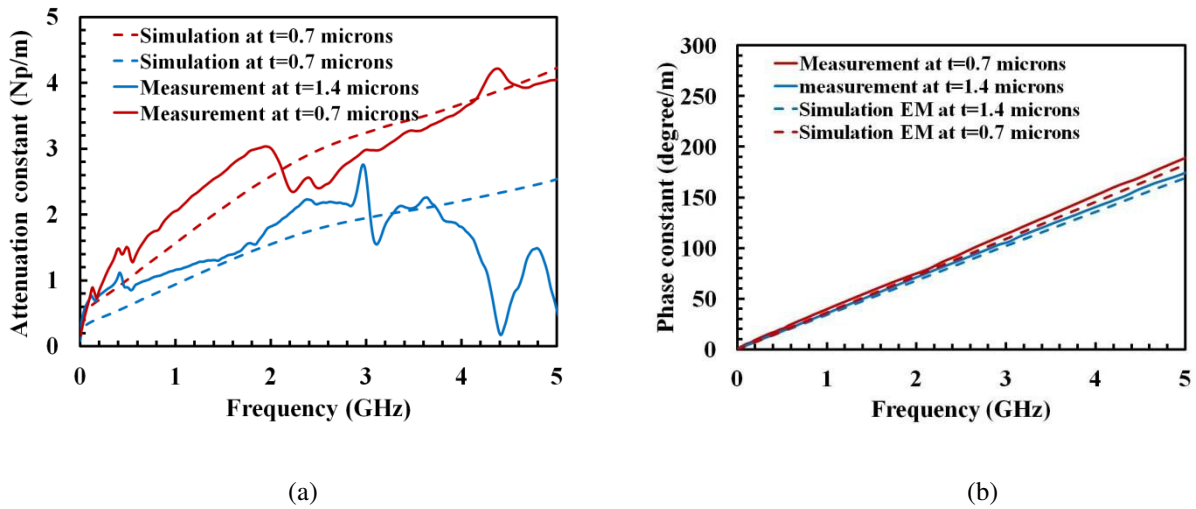 5
4
3
2
1
0
Attenuation constant (Np/m)
Simulation at t=0.7 microns
Simulation at t=0.7 microns
Measurement at t=1.4 microns
Measurement at t=0.7 microns
0 1 2 3 4 5
Frequency (GHz)
(a)
300
250
200
150
100
50
0
Phase constant (degree/m)
Measurement at t=0.7 microns
measurement at t=1.4 microns
Simulation EM at t=1.4 microns
Simulation EM at t=0.7 microns
0 1 2 3 4 5
Frequency (GHz)
(b)